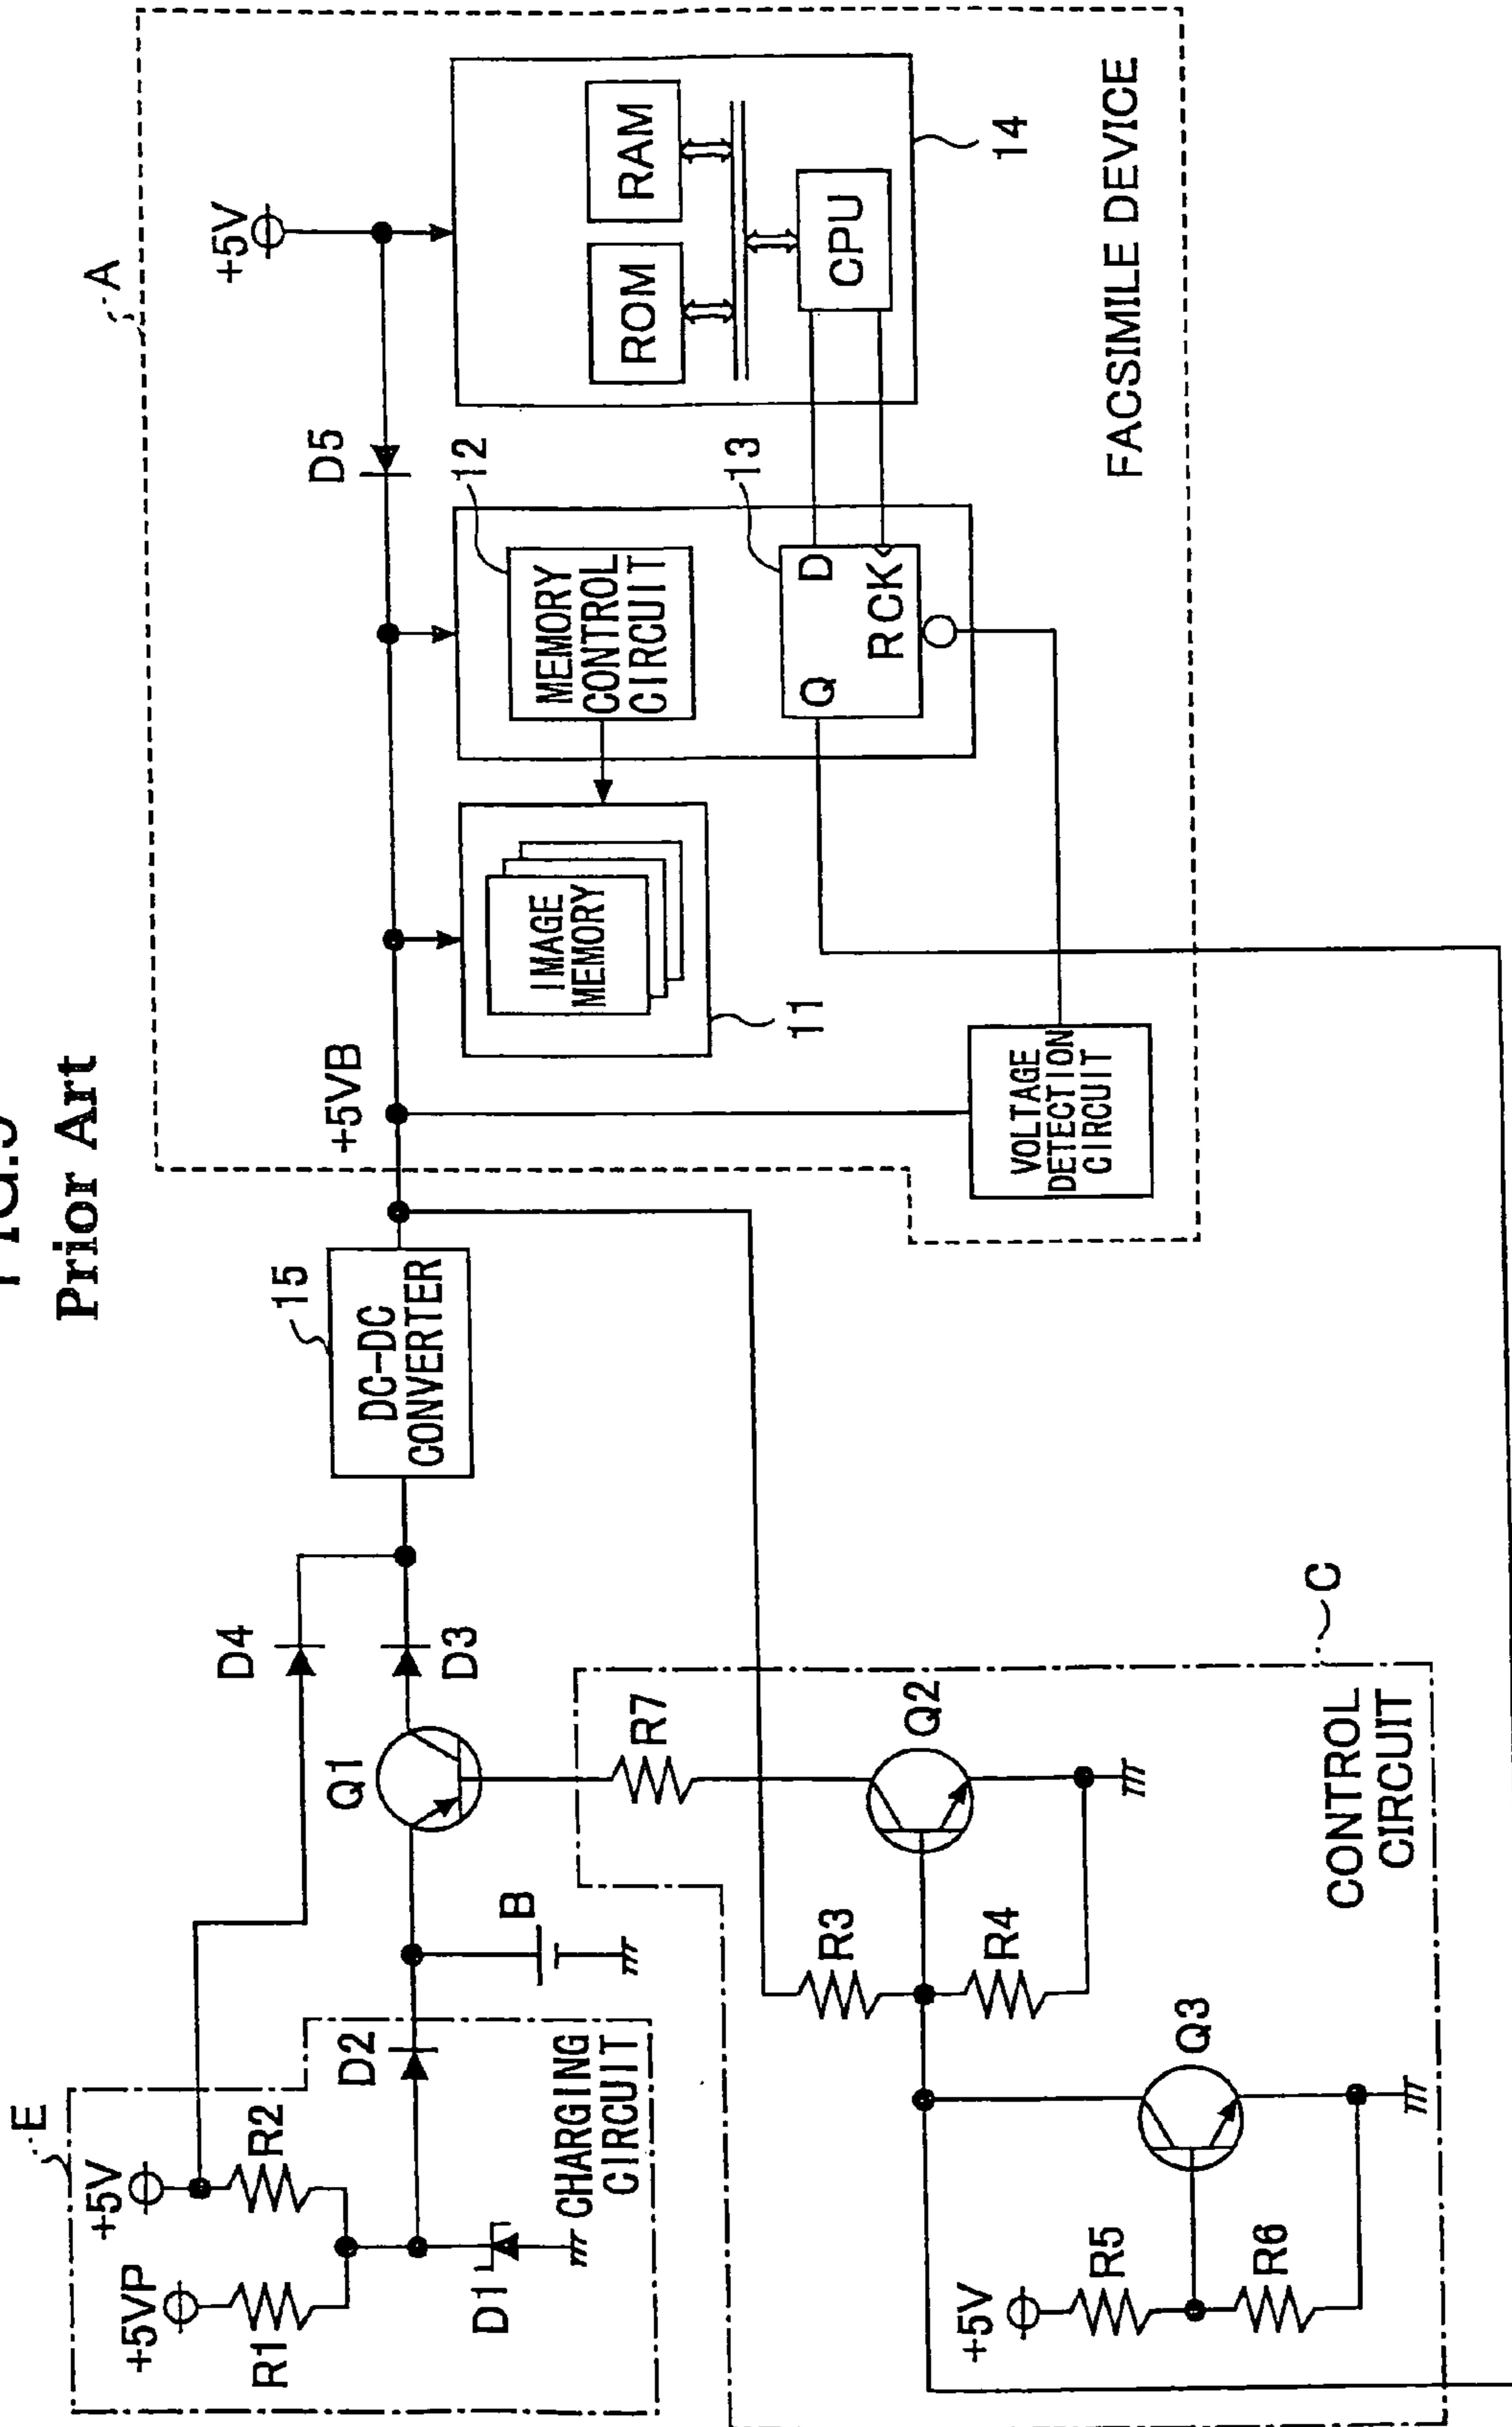 Prior Art
E
+5VP
+5V
R1
R2
D1
D2
CHARGING
CIRCUIT
B
Q1
D4
D3
15
DC-DC
CONVERTER
+5VB
A
D5
+5V
11
IMAGE
MEMORY
12
MEMORY
CONTROL
CIRCUIT
13
Q
D
RCK
ROM
RAM
CPU
14
VOLTAGE
DETECTION
CIRCUIT
FACSIMILE DEVICE
R7
Q2
C
R3
R4
Q3
+5V
R5
R6
CONTROL
CIRCUIT